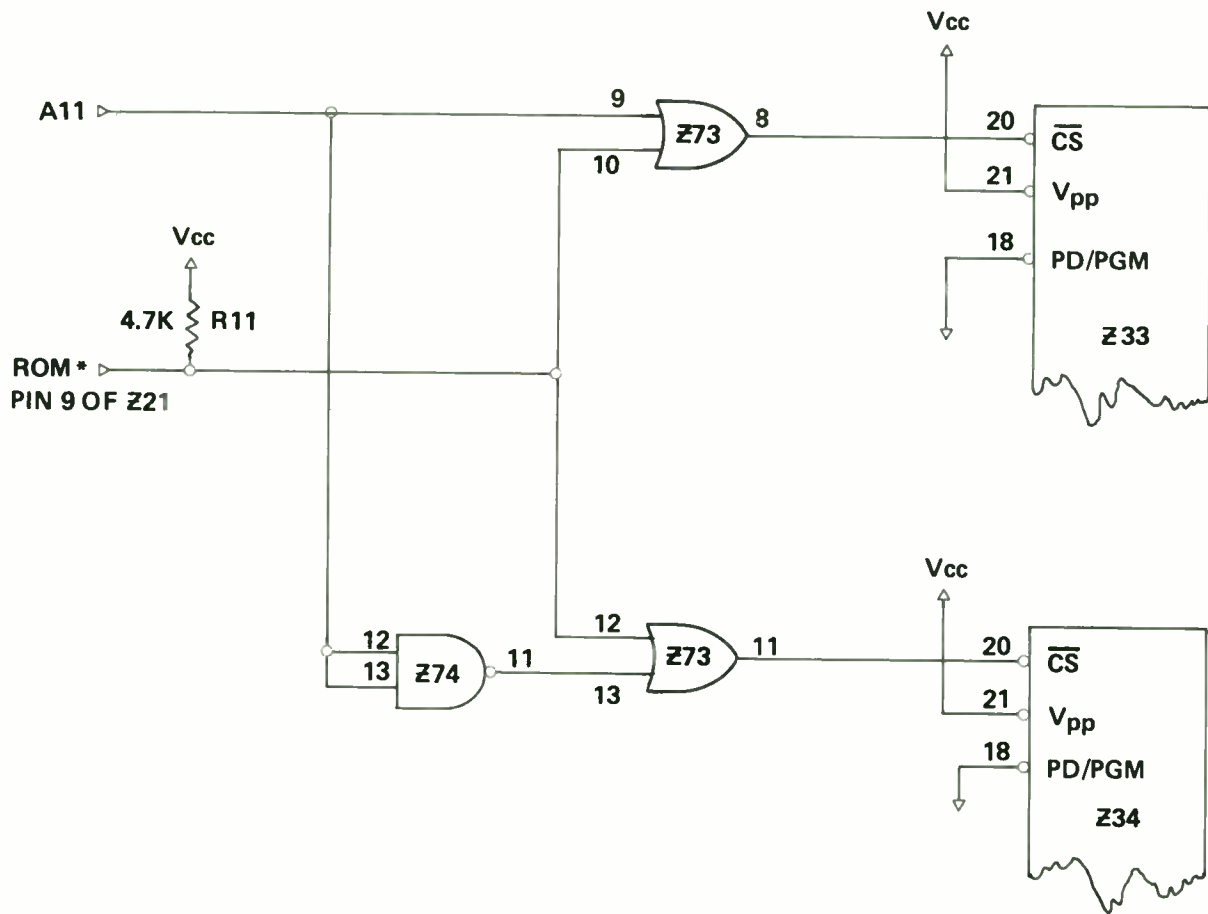 Vcc
A11
9
10
Z73
8
20
CS
21
Vpp
18
PD/PGM
Z33
Vcc
4.7K R11
ROM *
PIN 9 OF Z21
12
13
Z74
11
12
13
Z73
11
Vcc
20
CS
21
Vpp
18
PD/PGM
Z34